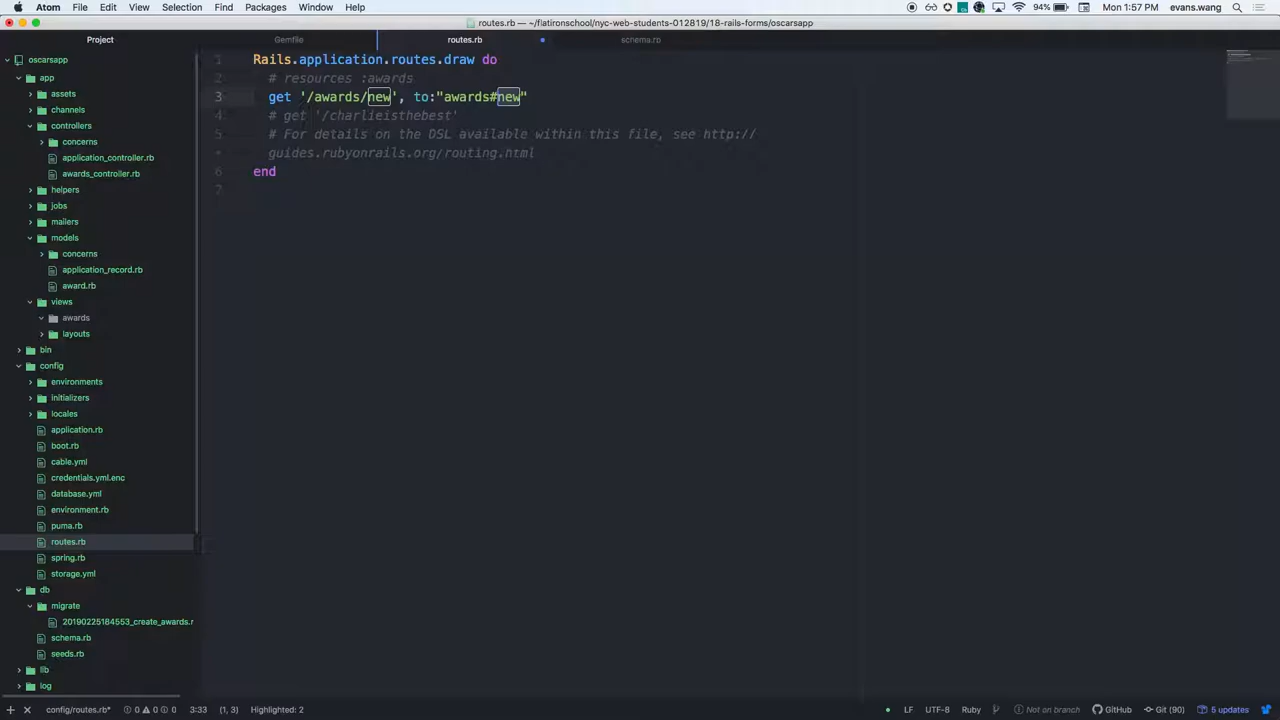 Atom File Edit View Selection Find Packages Window Help
94% Mon 1:57 PM evans.wang
routes.rb — ~/flatironschool/nyc-web-students-012819/18-rails-forms/oscarsapp
Project
Gemfile
routes.rb
schema.rb
oscarsapp
app
assets
channels
controllers
concerns
application_controller.rb
awards_controller.rb
helpers
jobs
mailers
models
concerns
application_record.rb
award.rb
views
awards
layouts
bin
config
environments
initializers
locales
application.rb
boot.rb
cable.yml
credentials.yml.enc
database.yml
environment.rb
puma.rb
routes.rb
spring.rb
storage.yml
db
migrate
20190225184553_create_awards.r
schema.rb
seeds.rb
lib
log
1 Rails.application.routes.draw do
2 # resources :awards
3 get '/awards/new', to:"awards#new"
4 # get '/charlieisthebest'
5 # For details on the DSL available within this file, see http://
• guides.rubyonrails.org/routing.html
6 end
7
config/routes.rb* 0 0 0 3:33 (1, 3) Highlighted: 2
LF UTF-8 Ruby Not on branch GitHub Git (90) 5 updates